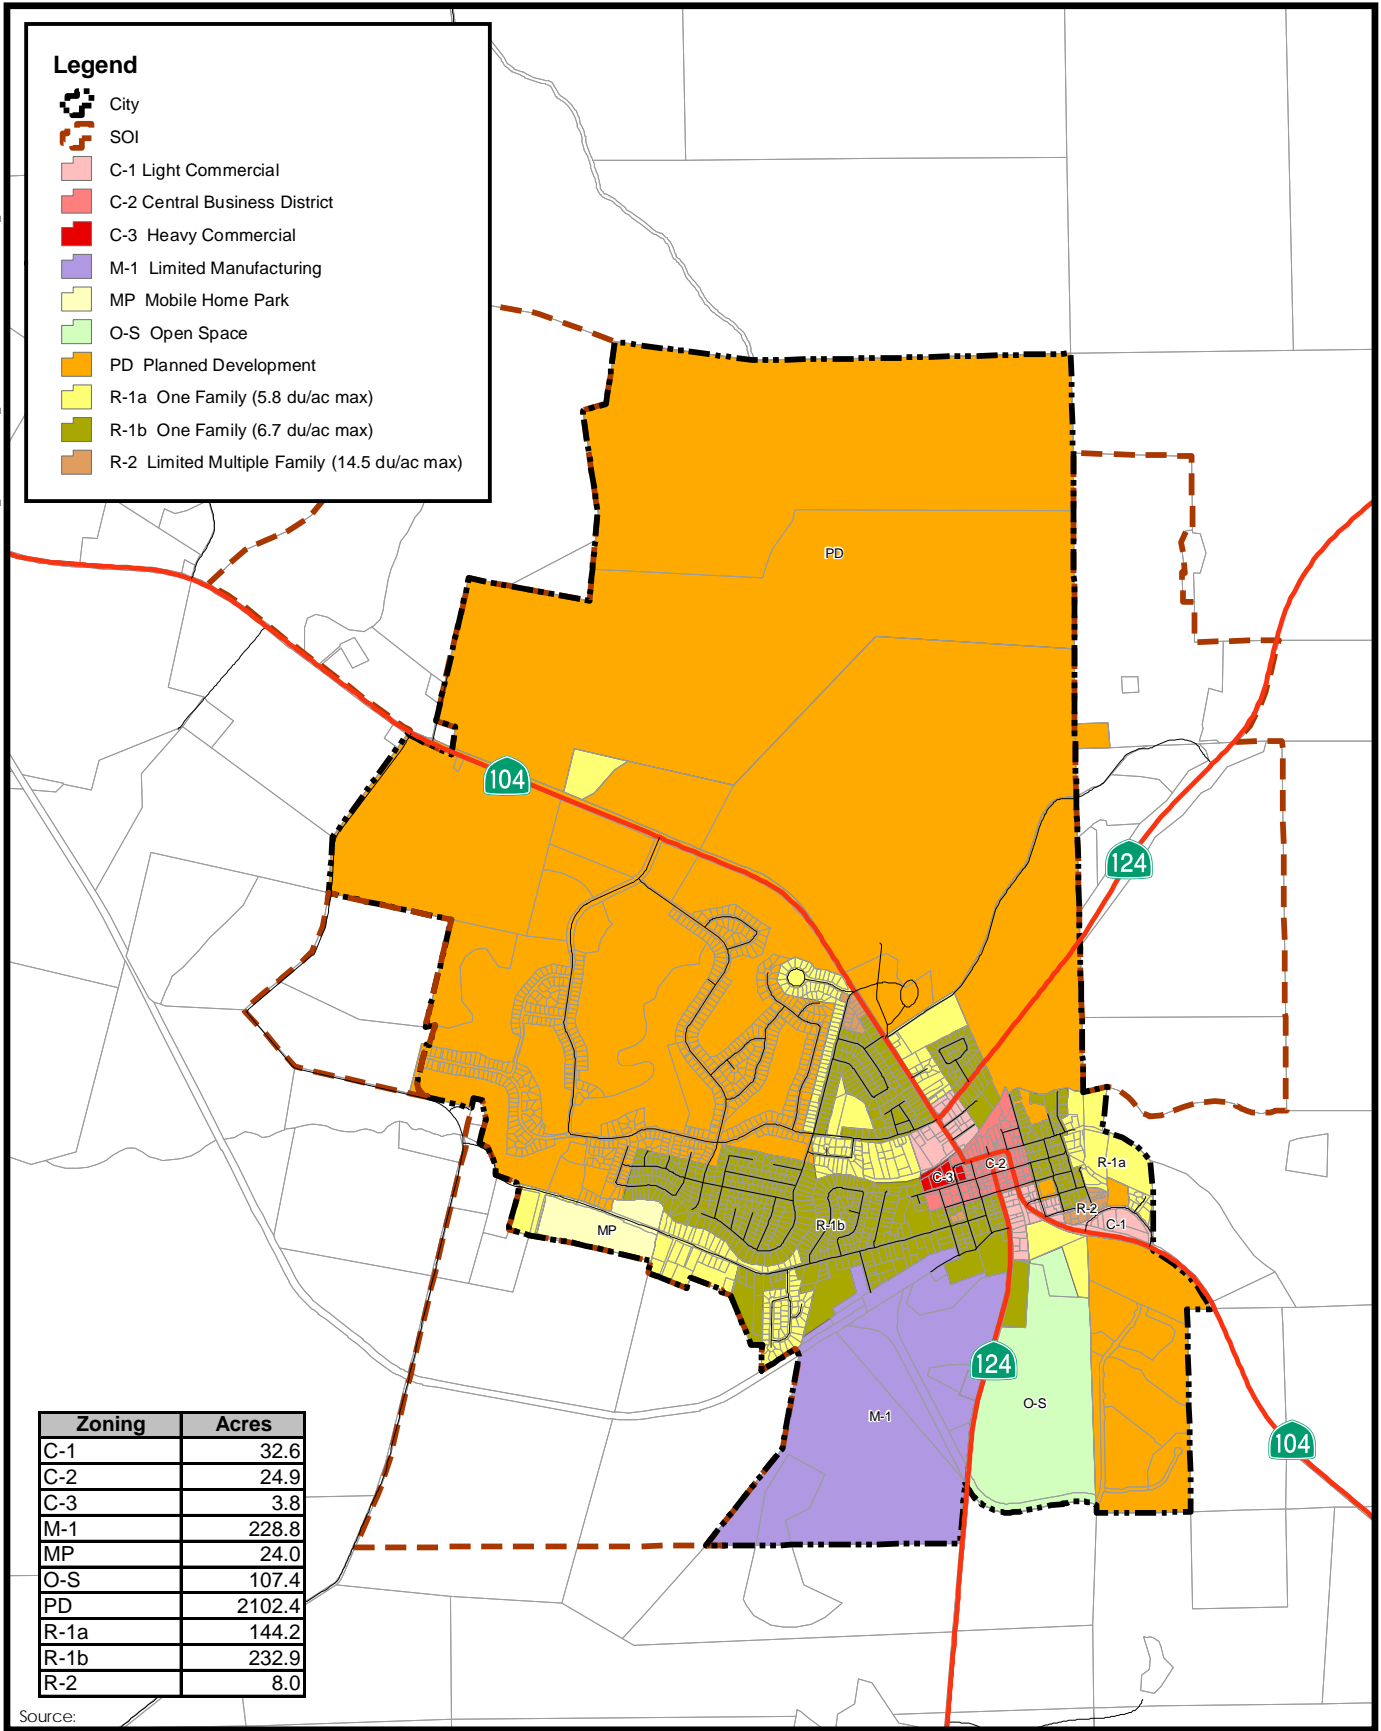 Legend
City
SOI
C-1 Light Commercial
C-2 Central Business District
C-3 Heavy Commercial
M-1 Limited Manufacturing
MP Mobile Home Park
O-S Open Space
PD Planned Development
R-1a One Family (5.8 du/ac max)
R-1b One Family (6.7 du/ac max)
R-2 Limited Multiple Family (14.5 du/ac max)
PD
104
124
C-2
R-1a
C-3
R-2
R-1b
C-1
MP
124
O-S
M-1
104
Zoning Acres
C-1 32.6
C-2 24.9
C-3 3.8
M-1 228.8
MP 24.0
O-S 107.4
PD 2102.4
R-1a 144.2
R-1b 232.9
R-2 8.0
Source: